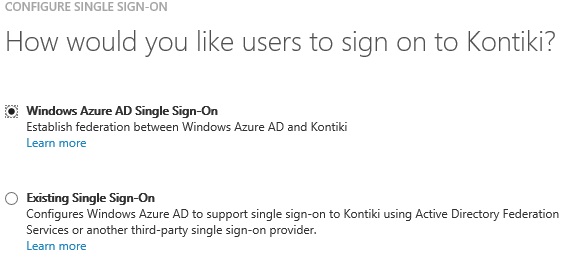 CONFIGURE SINGLE SIGN-ON
How would you like users to sign on to Kontiki?
Windows Azure AD Single Sign-On
Establish federation between Windows Azure AD and Kontiki
Learn more
Existing Single Sign-On
Configures Windows Azure AD to support single sign-on to Kontiki using Active Directory Federation
Services or another third-party single sign-on provider.
Learn more